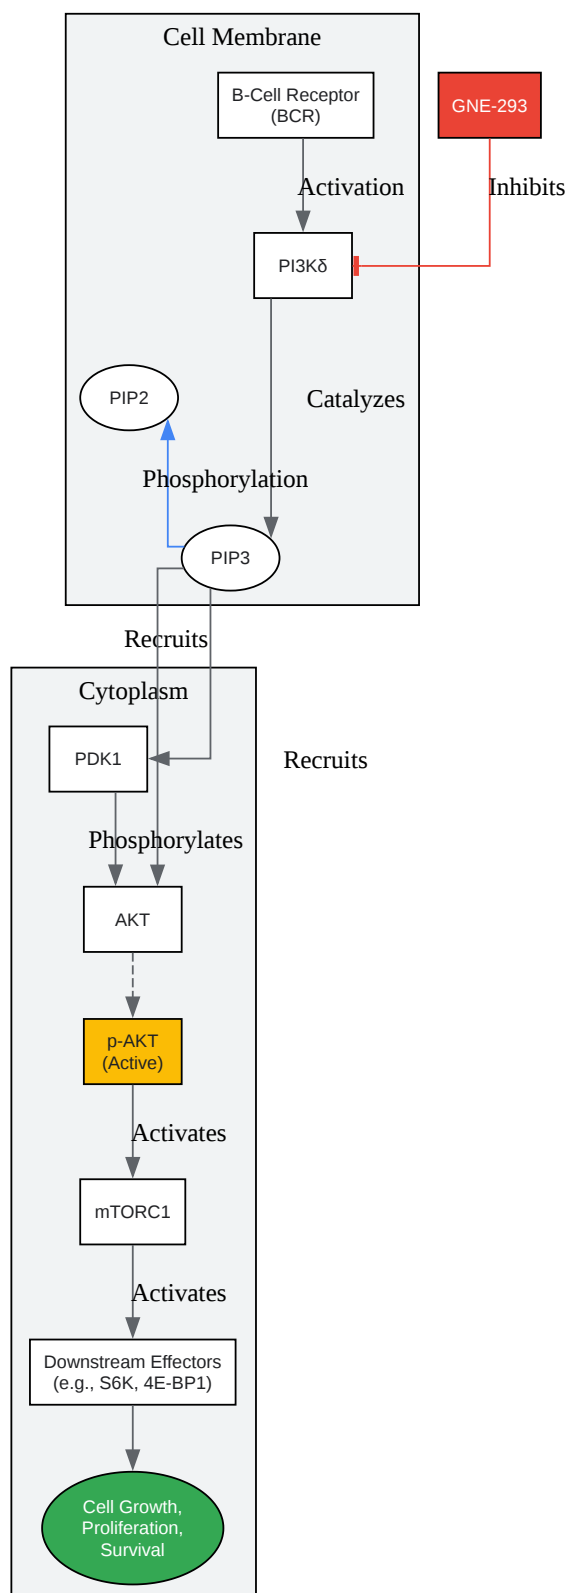 Cell Membrane
B-Cell Receptor
(BCR)
GNE-293
Activation
Inhibits
PI3Kδ
PIP2
Catalyzes
Phosphorylation
PIP3
Recruits
Cytoplasm
PDK1
Recruits
Phosphorylates
AKT
p-AKT
(Active)
Activates
mTORC1
Activates
Downstream Effectors
(e.g., S6K, 4E-BP1)
Cell Growth,
Proliferation,
Survival